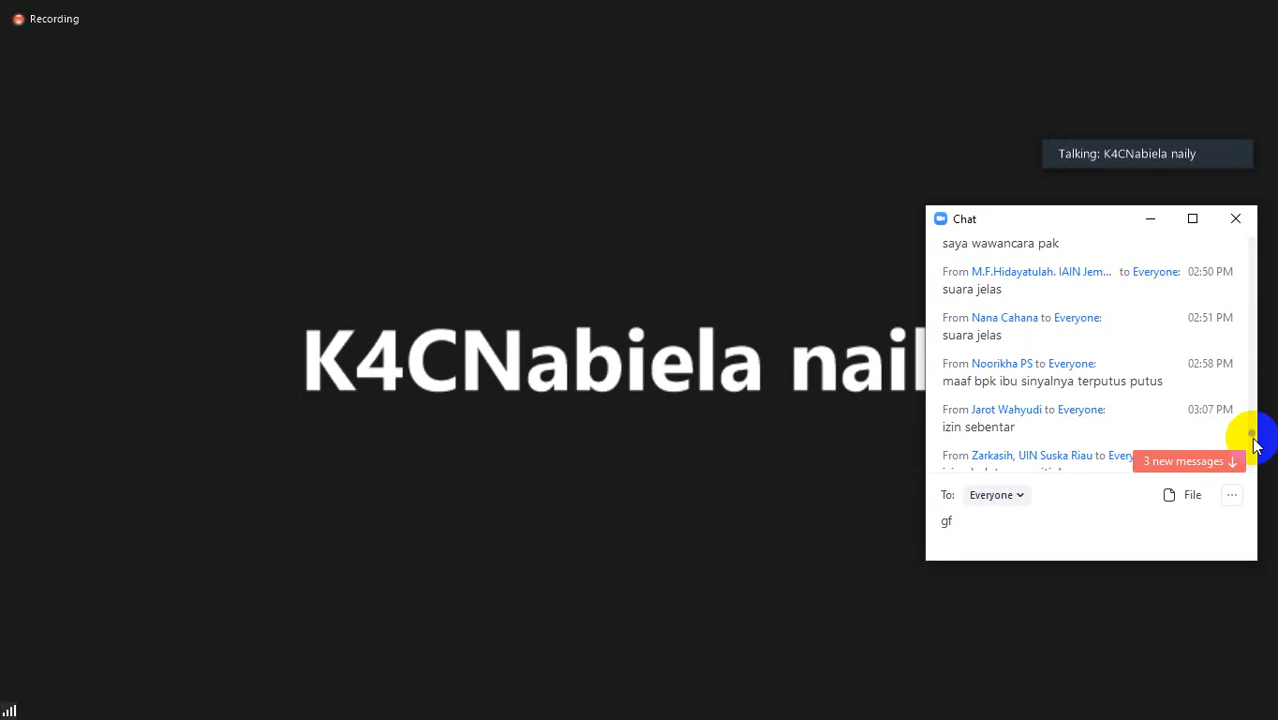 Recording
Talking: K4CNabiela naily
K4CNabiela nail
Chat
saya wawancara pak
From M.F.Hidayatulah. IAIN Jem... to Everyone: 02:50 PM
suara jelas
From Nana Cahana to Everyone: 02:51 PM
suara jelas
From Noorikha PS to Everyone: 02:58 PM
maaf bpk ibu sinyalnya terputus putus
From Jarot Wahyudi to Everyone: 03:07 PM
izin sebentar
From Zarkasih, UIN Suska Riau to Every
3 new messages ↓
To: Everyone File ...
gf